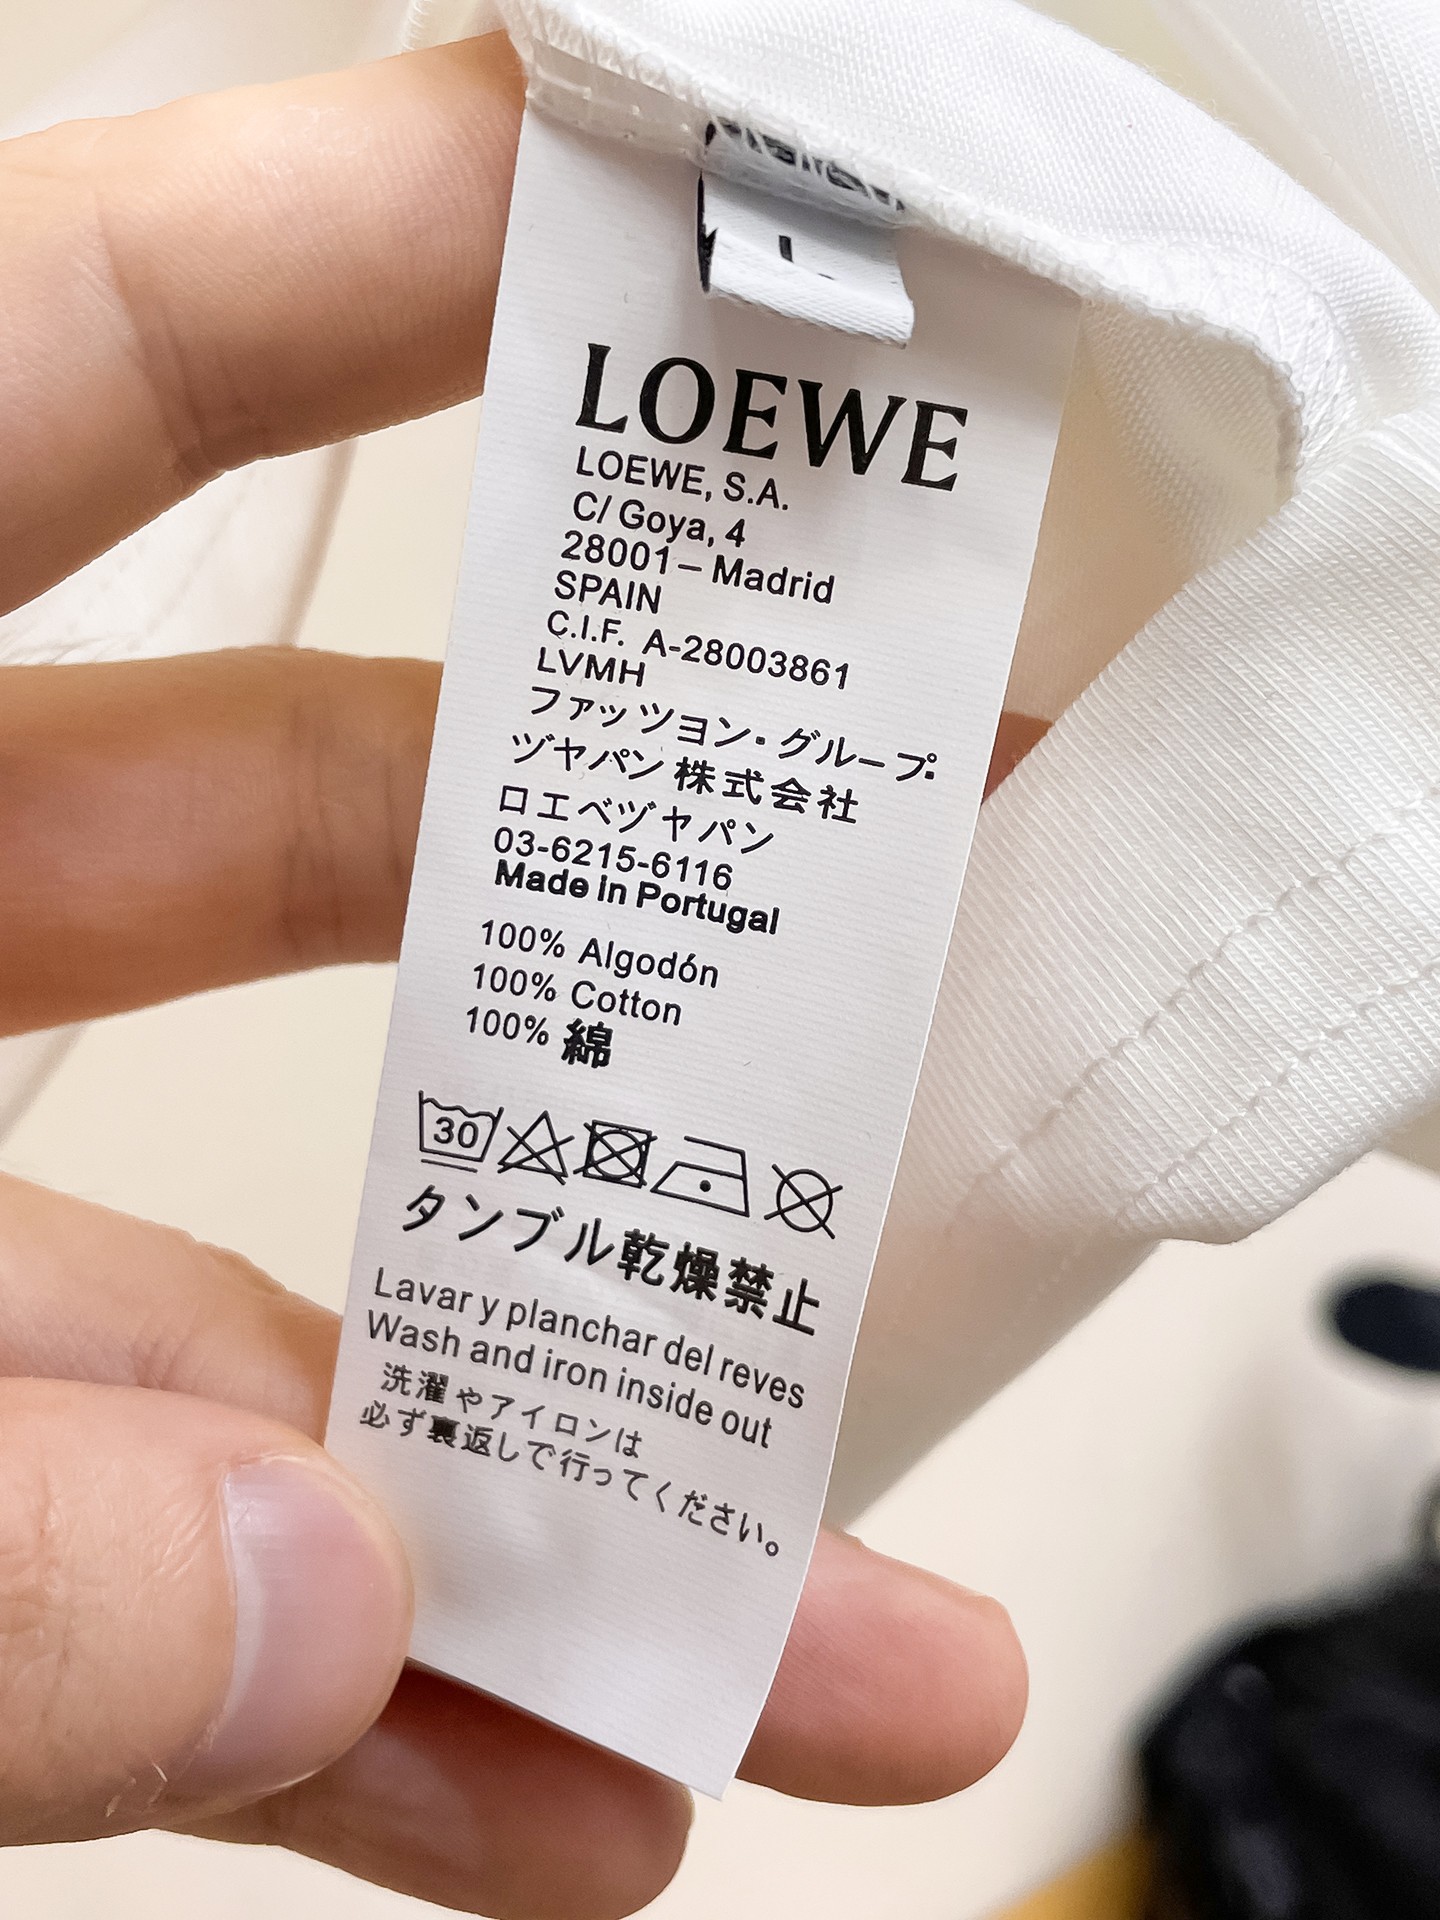 L
LOEWE
LOEWE, S.A.
C/ Goya, 4
28001 – Madrid
SPAIN
C.I.F. A-28003861
LVMH
ファッツヨン・グループ・
ヅヤパン 株式会社
ロエベヅヤパン
03-6215-6116
Made in Portugal
100% Algodón
100% Cotton
100% 綿
30
タンブル乾燥禁止
Lavar y planchar del reves
Wash and iron inside out
洗濯やアイロンは
必ず裏返しで行ってください。